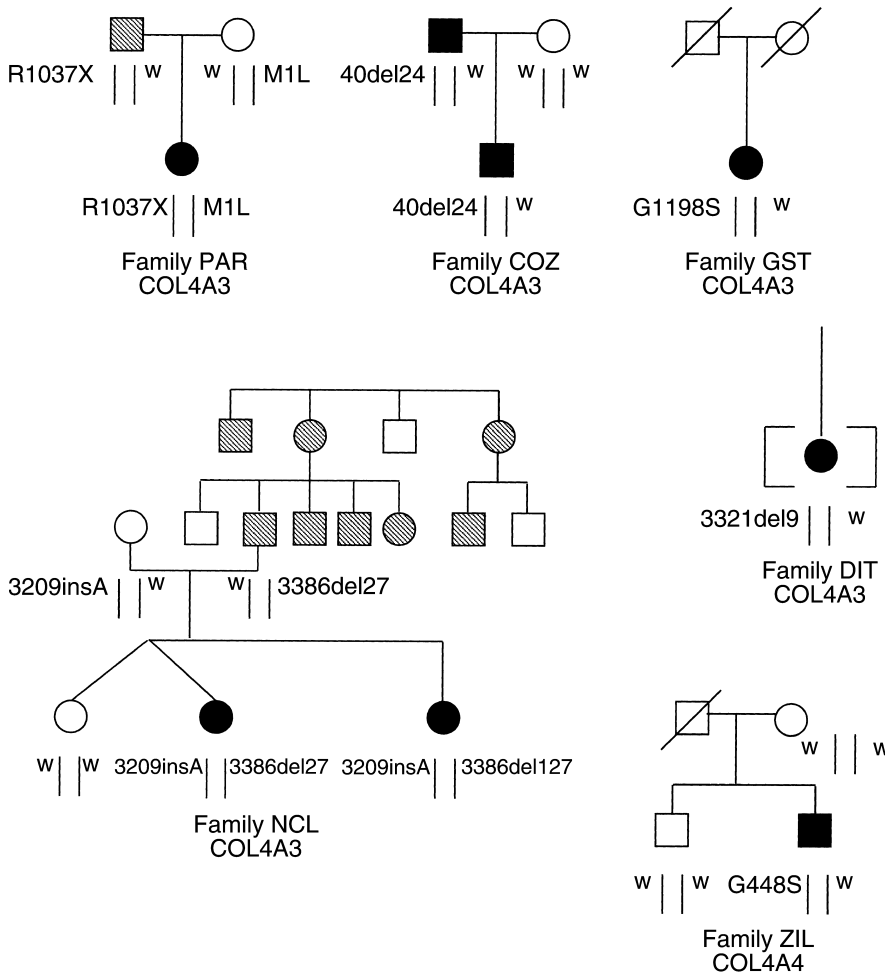 R1037X w w M1L
R1037X M1L
Family PAR
COL4A3
40del24 w w w
40del24 w
Family COZ
COL4A3
G1198S w
Family GST
COL4A3
3321del9 w
Family DIT
COL4A3
3209insA w w 3386del27
w w 3209insA 3386del27 3209insA 3386del127
Family NCL
COL4A3
w w
w w G448S w
Family ZIL
COL4A4